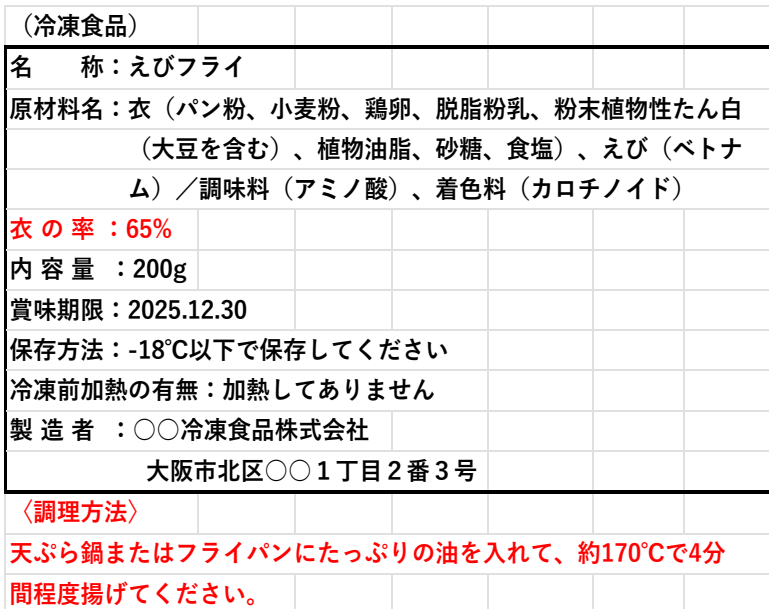 （冷凍食品）
名　　称：えびフライ
原材料名：衣（パン粉、小麦粉、鶏卵、脱脂粉乳、粉末植物性たん白
（大豆を含む）、植物油脂、砂糖、食塩）、えび（ベトナ
ム）／調味料（アミノ酸）、着色料（カロチノイド）
衣 の 率 ：65%
内 容 量 ：200g
賞味期限：2025.12.30
保存方法：-18℃以下で保存してください
冷凍前加熱の有無：加熱してありません
製 造 者 ：○○冷凍食品株式会社
大阪市北区○○１丁目２番３号
〈調理方法〉
天ぷら鍋またはフライパンにたっぷりの油を入れて、約170℃で4分
間程度揚げてください。